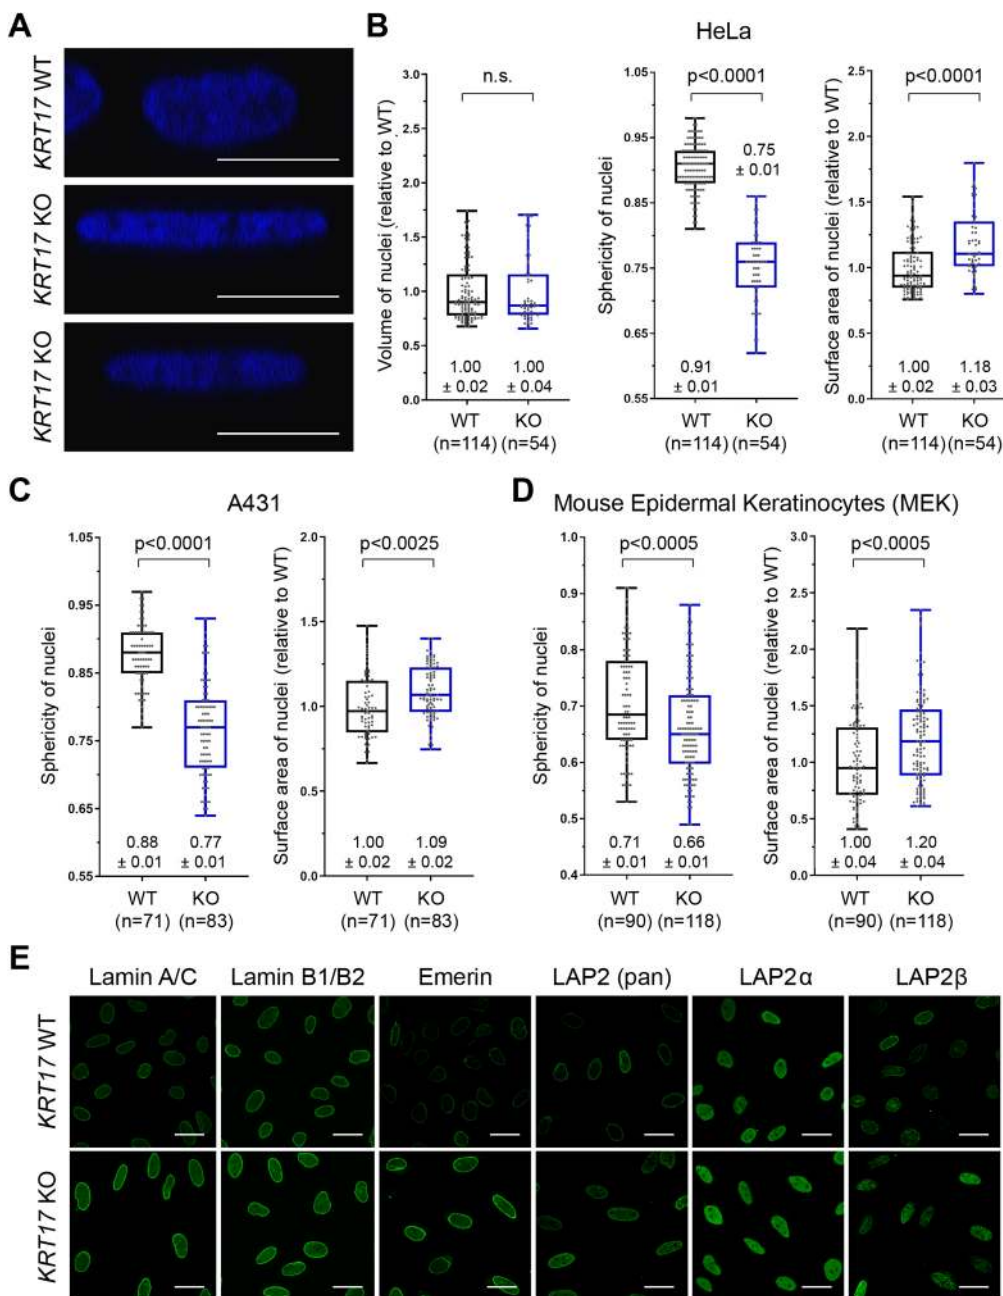 A
KRT17 WT
KRT17 KO
KRT17 KO
B
HeLa
Volume of nuclei (relative to WT)
3.0
2.5
2.0
1.5
1.0
0.5
0.0
n.s.
1.00
± 0.02
1.00
± 0.04
WT
KO
(n=114)
(n=54)
Sphericity of nuclei
1.05
0.95
0.85
0.75
0.65
0.55
p<0.0001
0.75
± 0.01
0.91
± 0.01
WT
KO
(n=114)
(n=54)
Surface area of nuclei (relative to WT)
2.5
2.0
1.5
1.0
0.5
0.0
p<0.0001
1.00
± 0.02
1.18
± 0.03
WT
KO
(n=114)
(n=54)
C
A431
Sphericity of nuclei
1.05
0.95
0.85
0.75
0.65
0.55
p<0.0001
0.88
± 0.01
0.77
± 0.01
WT
KO
(n=71)
(n=83)
Surface area of nuclei (relative to WT)
2.0
1.5
1.0
0.5
0.0
p<0.0025
1.00
± 0.02
1.09
± 0.02
WT
KO
(n=71)
(n=83)
D
Mouse Epidermal Keratinocytes (MEK)
Sphericity of nuclei
0.9
0.8
0.7
0.6
0.5
0.4
p<0.0005
0.71
± 0.01
0.66
± 0.01
WT
KO
(n=90)
(n=118)
Surface area of nuclei (relative to WT)
3.0
2.5
2.0
1.5
1.0
0.5
0.0
p<0.0005
1.00
± 0.04
1.20
± 0.04
WT
KO
(n=90)
(n=118)
E
Lamin A/C
Lamin B1/B2
Emerin
LAP2 (pan)
LAP2α
LAP2β
KRT17 WT
KRT17 KO